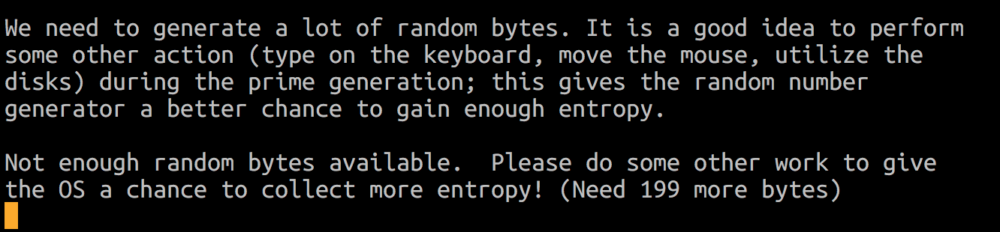 We need to generate a lot of random bytes. It is a good idea to perform
some other action (type on the keyboard, move the mouse, utilize the
disks) during the prime generation; this gives the random number
generator a better chance to gain enough entropy.

Not enough random bytes available.  Please do some other work to give
the OS a chance to collect more entropy! (Need 199 more bytes)